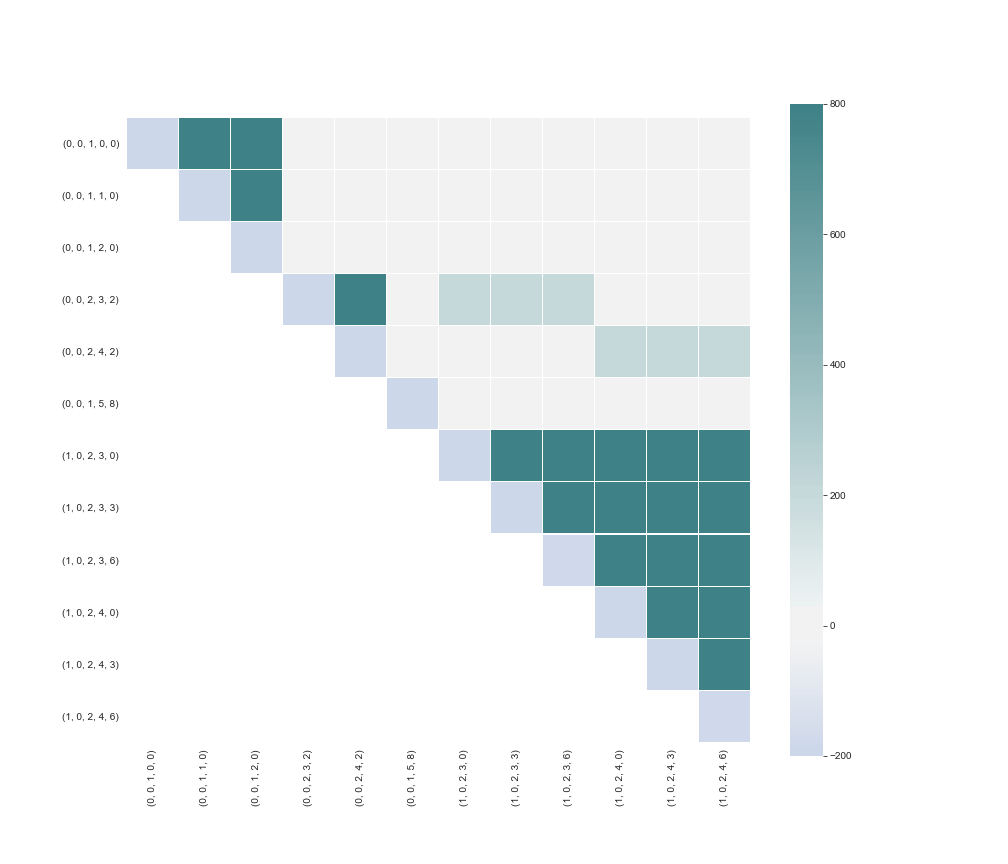 800
(0, 0, 1, 0, 0)
(0, 0, 1, 1, 0)
600
(0, 0, 1, 2, 0)
(0, 0, 2, 3, 2)
400
(0, 0, 2, 4, 2)
(0, 0, 1, 5, 8)
(1, 0, 2, 3, 0)
200
(1, 0, 2, 3, 3)
(1, 0, 2, 3, 6)
(1, 0, 2, 4, 0)
0
(1, 0, 2, 4, 3)
(1, 0, 2, 4, 6)
−200
(0, 0, 1, 0, 0)
(0, 0, 1, 1, 0)
(0, 0, 1, 2, 0)
(0, 0, 2, 3, 2)
(0, 0, 2, 4, 2)
(0, 0, 1, 5, 8)
(1, 0, 2, 3, 0)
(1, 0, 2, 3, 3)
(1, 0, 2, 3, 6)
(1, 0, 2, 4, 0)
(1, 0, 2, 4, 3)
(1, 0, 2, 4, 6)